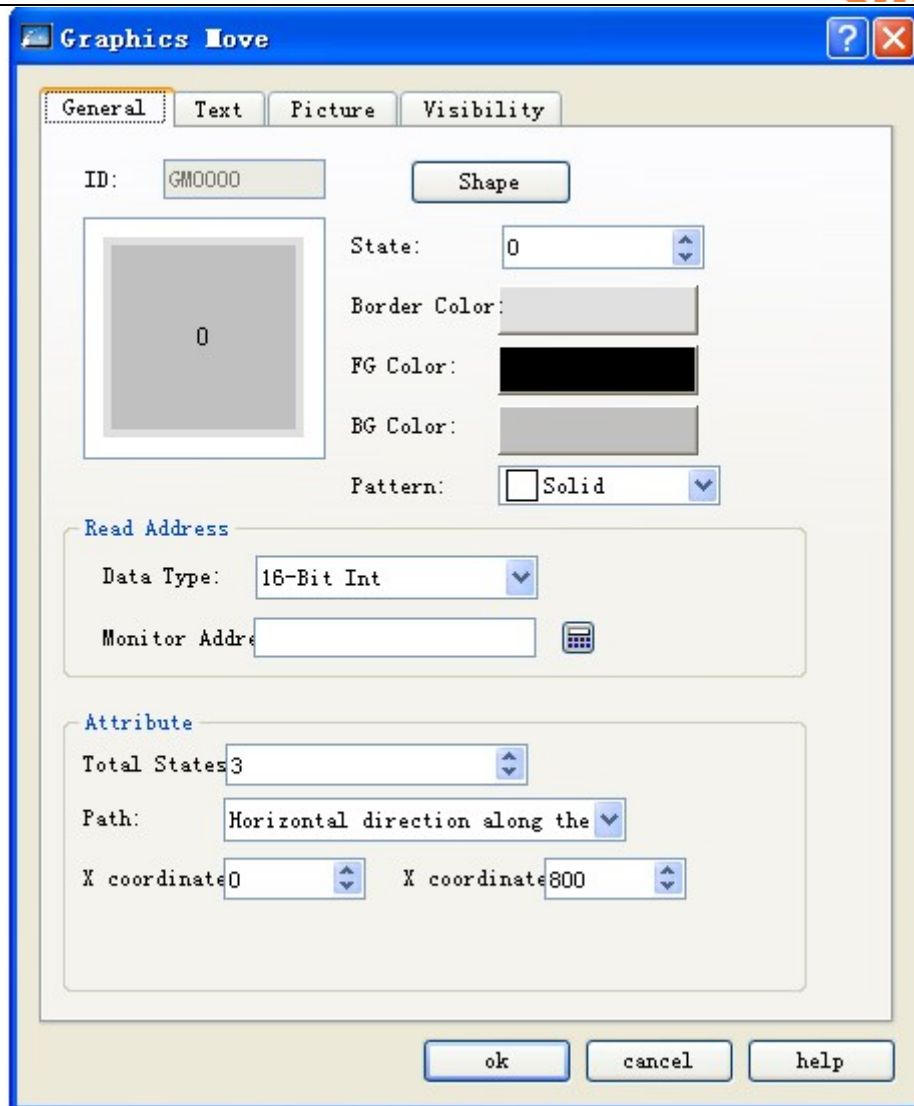 Graphics Move
General Text Picture Visibility
ID: GM0000 Shape
State: 0
Border Color:
0
FG Color:
BG Color:
Pattern: Solid
Read Address
Data Type: 16-Bit Int
Monitor Addre
Attribute
Total States 3
Path: Horizontal direction along the
X coordinate 0 X coordinate 800
ok cancel help